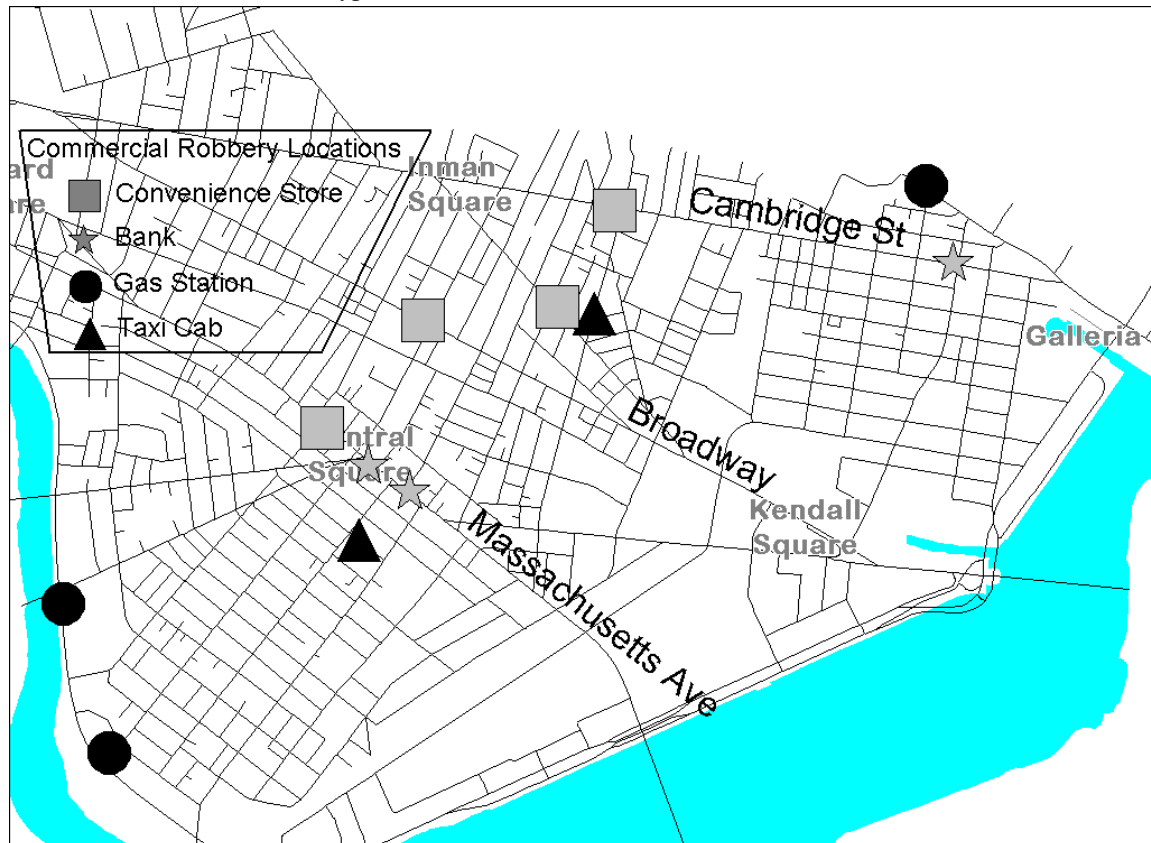 Commercial Robbery Locations
Convenience Store
Bank
Gas Station
Taxi Cab
Inman
Square
Cambridge St
Galleria
Broadway
Square
Kendall
Square
Massachusetts Ave